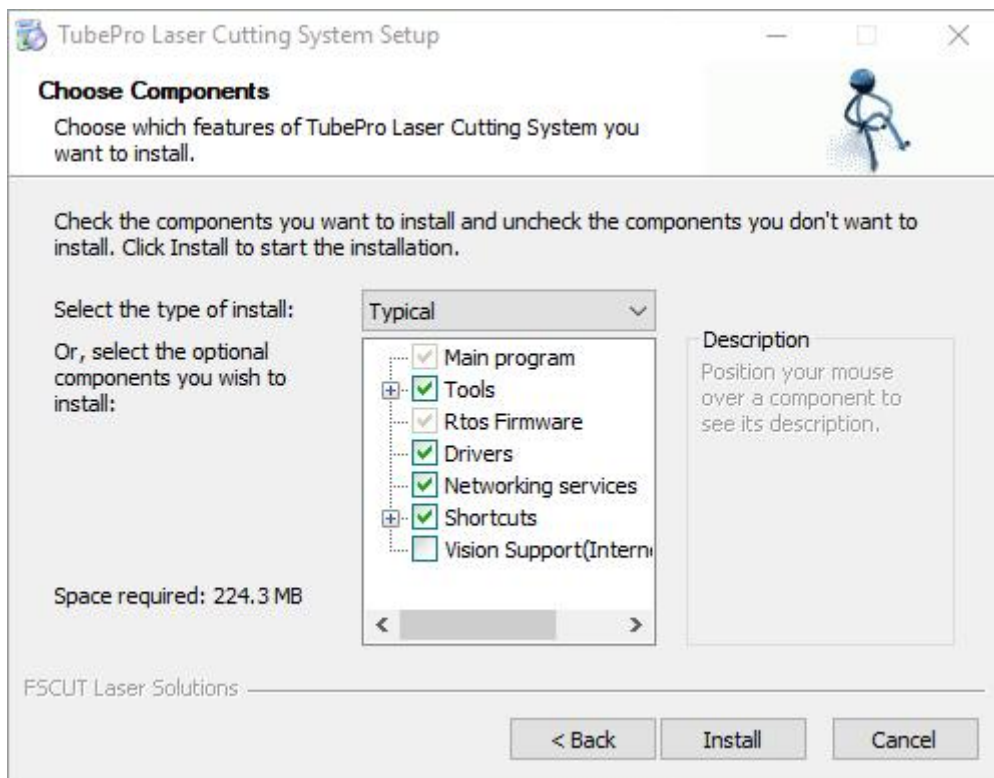 TubePro Laser Cutting System Setup
Choose Components
Choose which features of TubePro Laser Cutting System you
want to install.
Check the components you want to install and uncheck the components you don't want to
install. Click Install to start the installation.
Select the type of install:
Typical
Or, select the optional
components you wish to
install:
Main program
Tools
Rtos Firmware
Drivers
Networking services
Shortcuts
Vision Support(Intern
Description
Position your mouse
over a component to
see its description.
Space required: 224.3 MB
FSCUT Laser Solutions
< Back
Install
Cancel